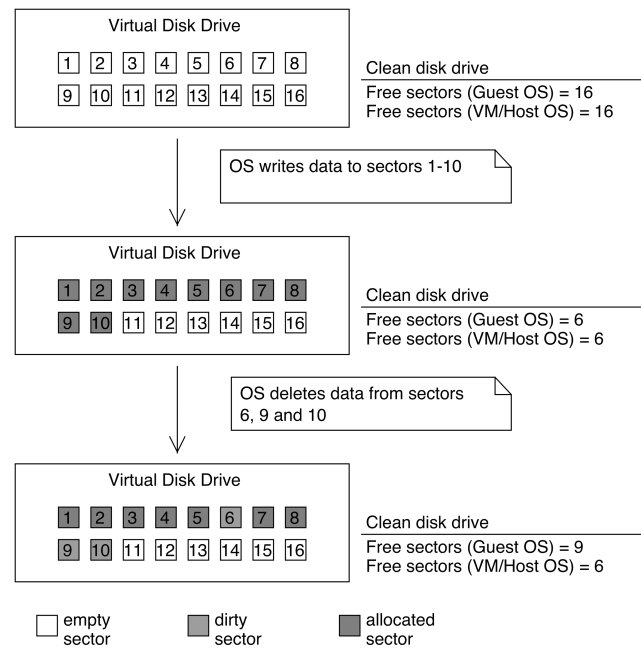 Virtual Disk Drive
1 2 3 4 5 6 7 8
9 10 11 12 13 14 15 16
Clean disk drive
Free sectors (Guest OS) = 16
Free sectors (VM/Host OS) = 16
OS writes data to sectors 1-10
Virtual Disk Drive
1 2 3 4 5 6 7 8
9 10 11 12 13 14 15 16
Clean disk drive
Free sectors (Guest OS) = 6
Free sectors (VM/Host OS) = 6
OS deletes data from sectors
6, 9 and 10
Virtual Disk Drive
1 2 3 4 5 6 7 8
9 10 11 12 13 14 15 16
Clean disk drive
Free sectors (Guest OS) = 9
Free sectors (VM/Host OS) = 6
empty
sector
dirty
sector
allocated
sector